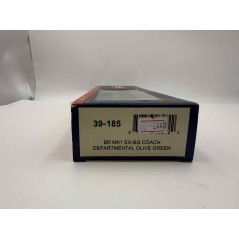 39-185
BR MK1 EX-BG COACH
DEPARTMENTAL OLIVE GREEN